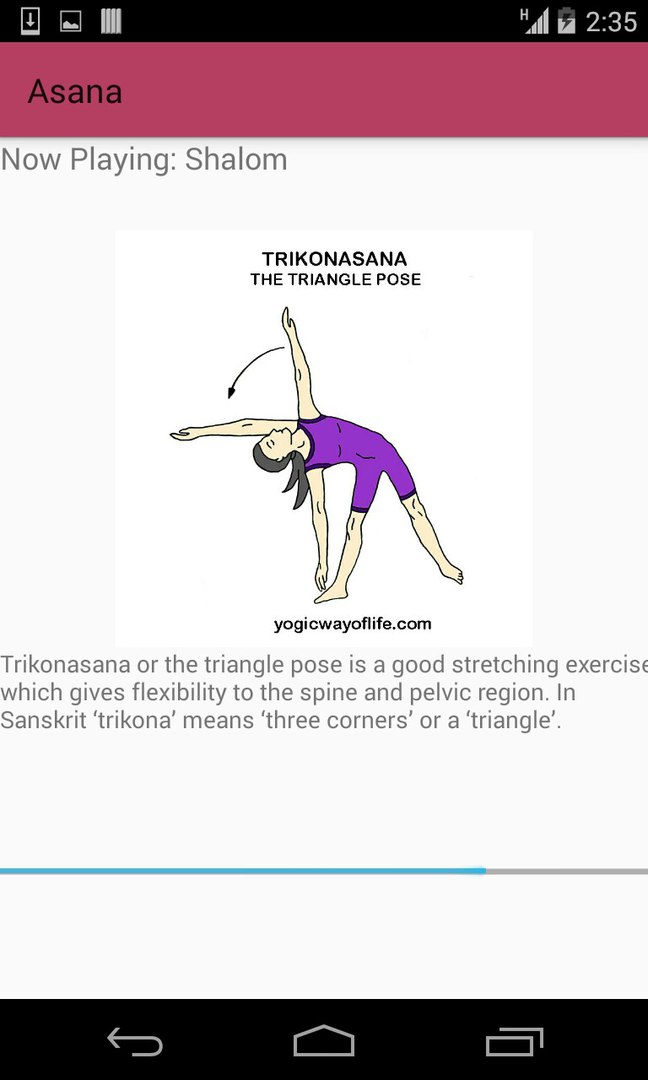 H 2:35
Asana
Now Playing: Shalom
TRIKONASANA
THE TRIANGLE POSE
yogicwayoflife.com
Trikonasana or the triangle pose is a good stretching exercise
which gives flexibility to the spine and pelvic region. In
Sanskrit ‘trikona’ means ‘three corners’ or a ‘triangle’.